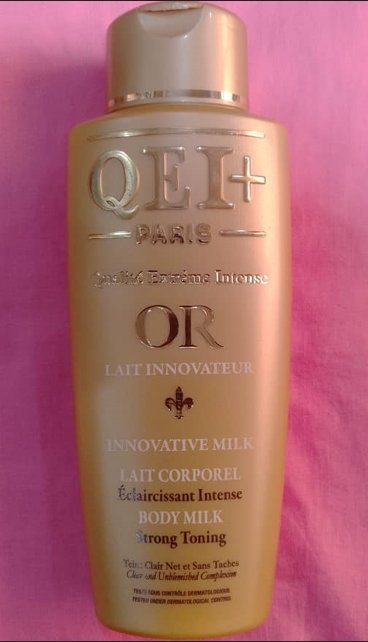 QEI+
PARIS
Qualité Extrême Intense
OR
LAIT INNOVATEUR
INNOVATIVE MILK
LAIT CORPOREL
Éclaircissant Intense
BODY MILK
Strong Toning
Teint Clair Net et Sans Taches
Clear and Unblemished Complexion
TESTÉ SOUS CONTRÔLE DERMATOLOGIQUE
TESTED UNDER DERMATOLOGICAL CONTROL